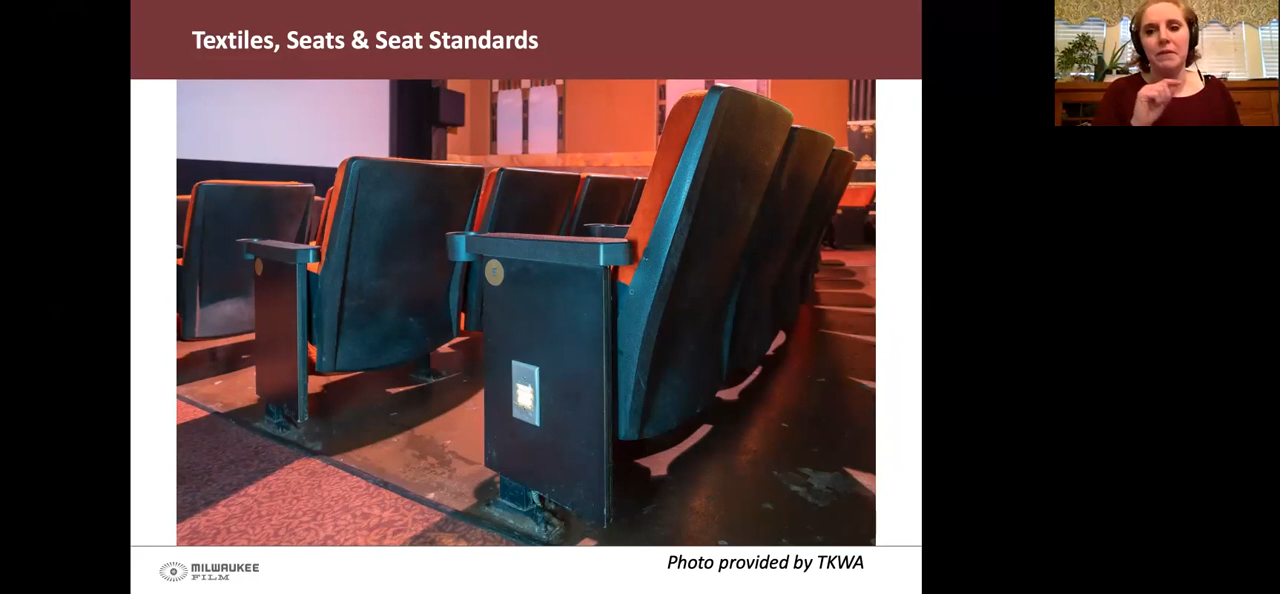 Textiles, Seats & Seat Standards
MILWAUKEE
FILM
Photo provided by TKWA